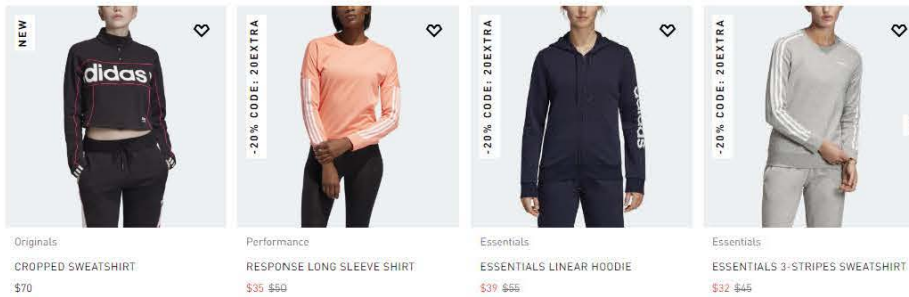 NEW
adidas
Originals
CROPPED SWEATSHIRT
$70
-20% CODE: 20EXTRA
Performance
RESPONSE LONG SLEEVE SHIRT
$35 $50
-20% CODE: 20EXTRA
adidas
Essentials
ESSENTIALS LINEAR HOODIE
$39 $55
-20% CODE: 20EXTRA
Essentials
ESSENTIALS 3-STRIPES SWEATSHIRT
$32 $45